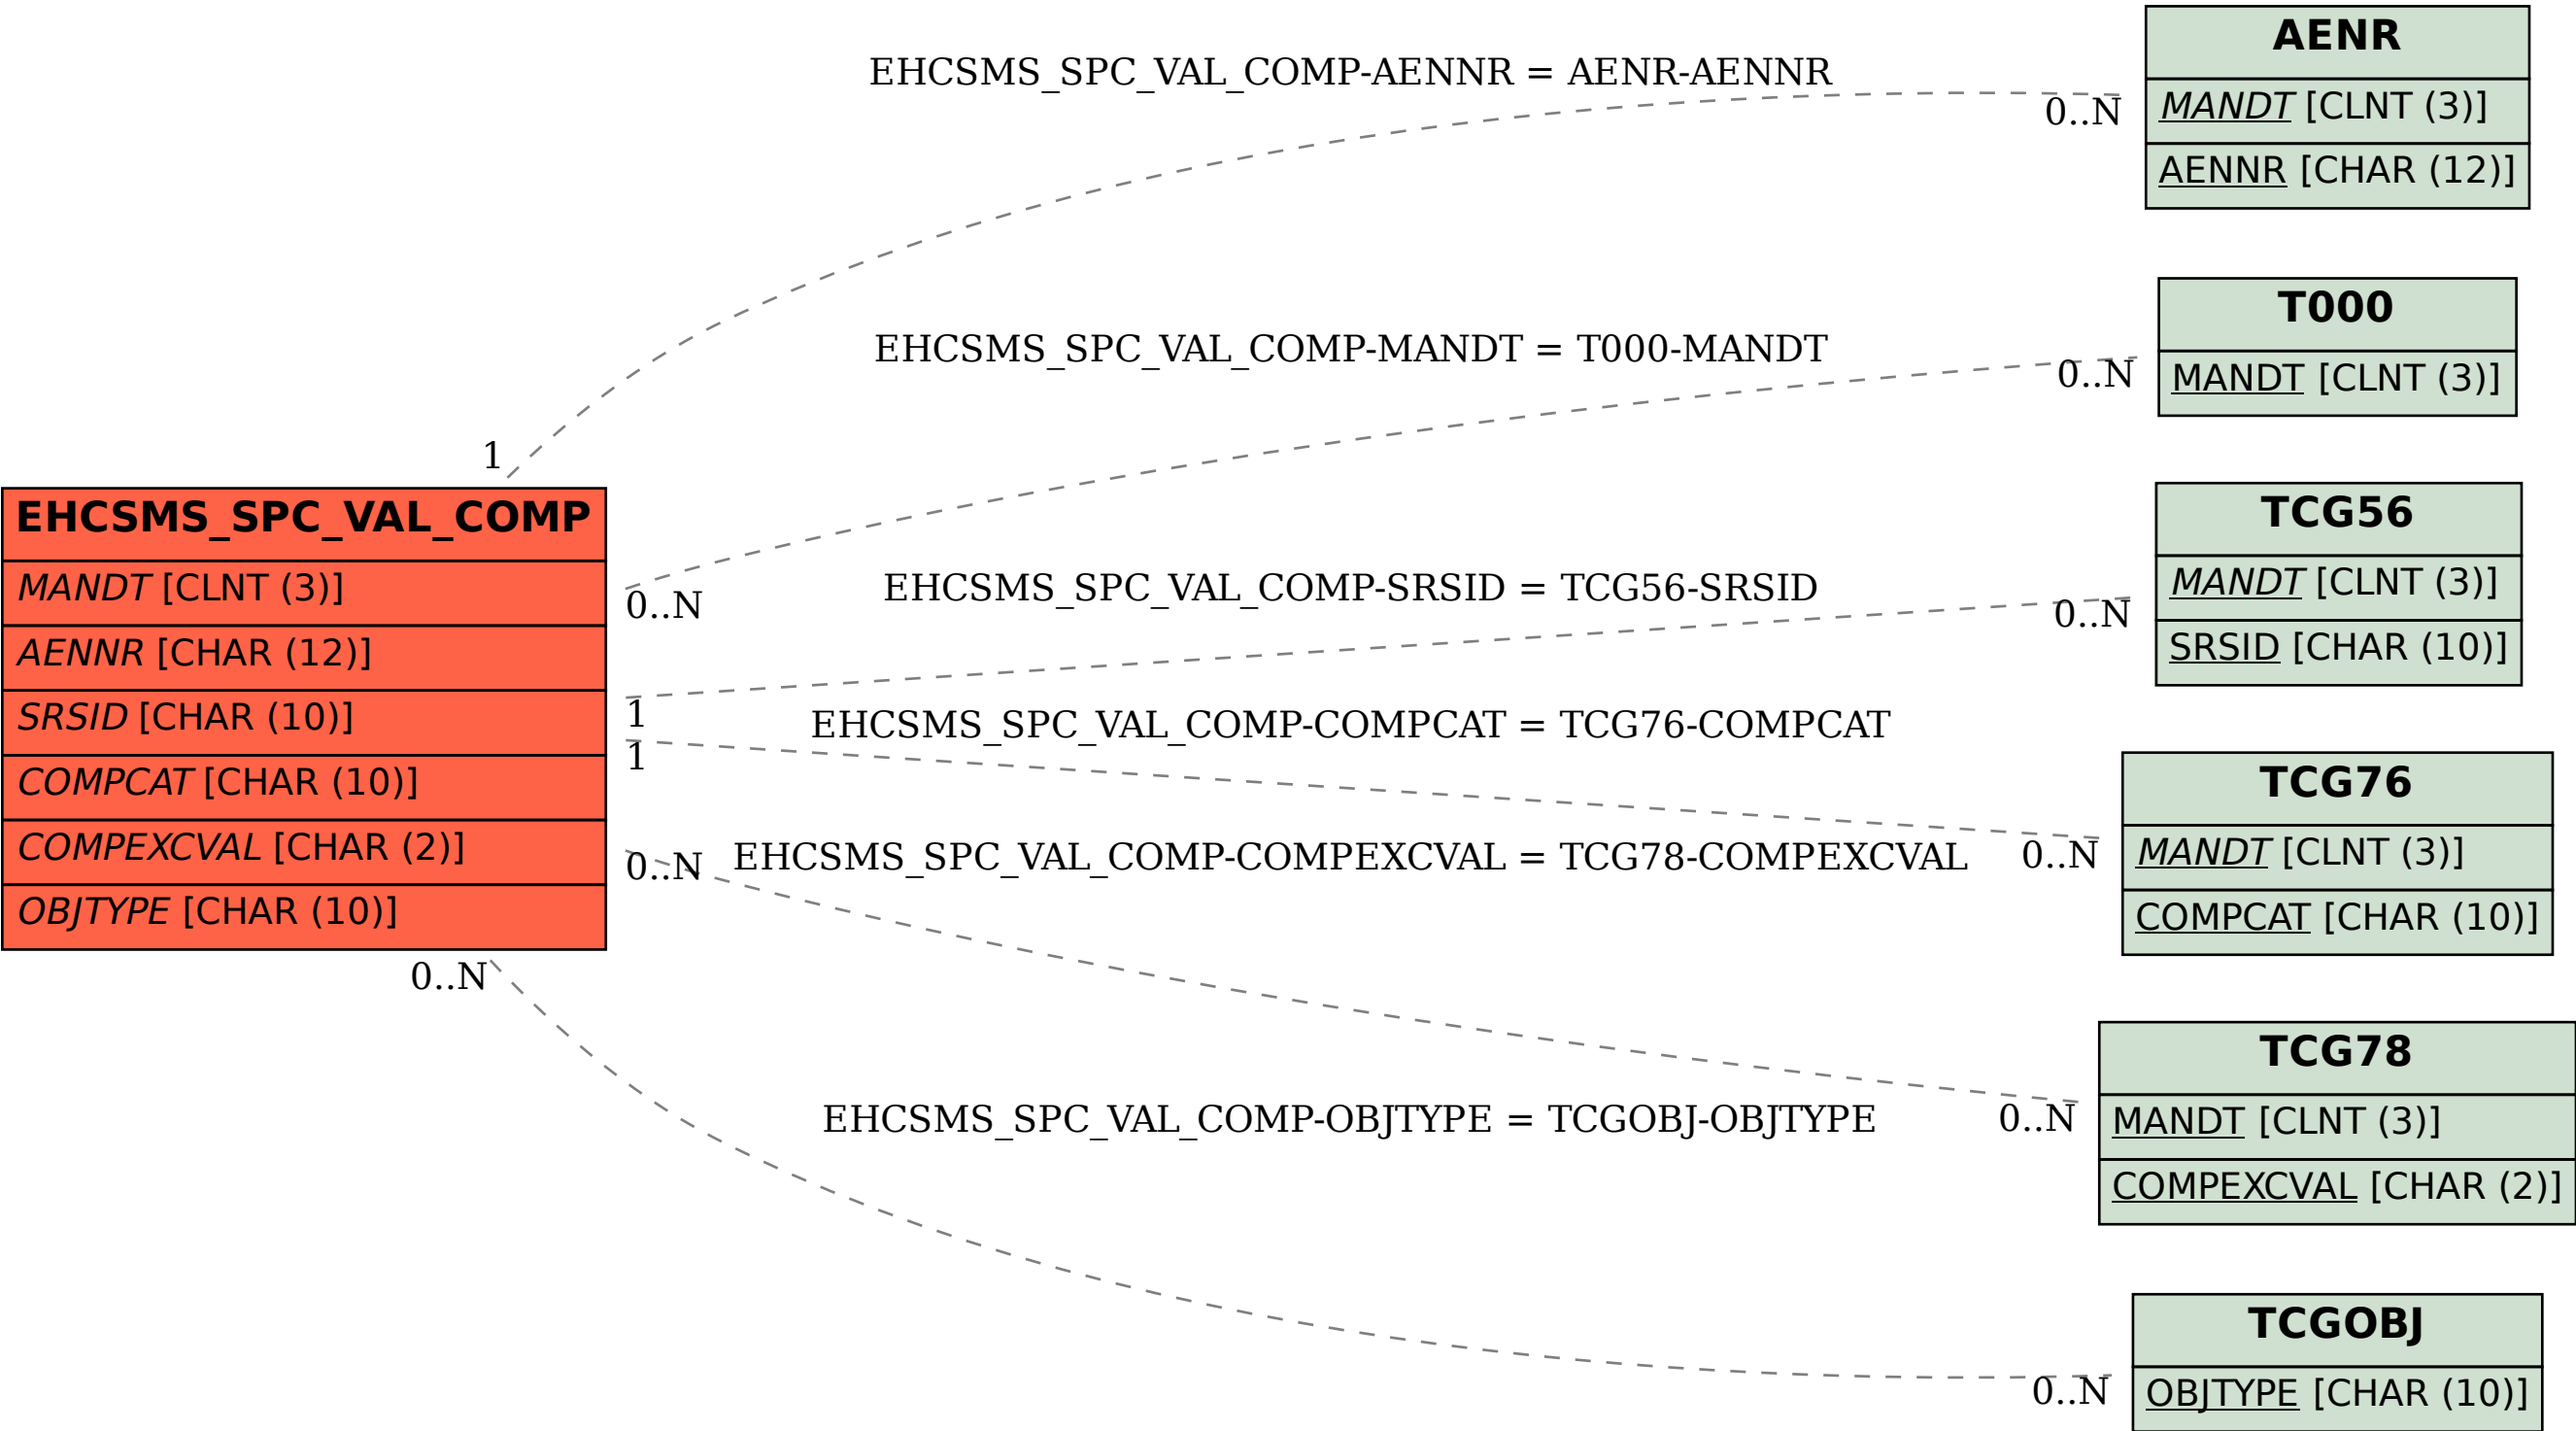 EHCSMS_SPC_VAL_COMP
MANDT [CLNT (3)]
AENNR [CHAR (12)]
SRSID [CHAR (10)]
COMPCAT [CHAR (10)]
COMPEXCVAL [CHAR (2)]
OBJTYPE [CHAR (10)]
EHCSMS_SPC_VAL_COMP-AENNR = AENR-AENNR
1
0..N
EHCSMS_SPC_VAL_COMP-MANDT = T000-MANDT
0..N
0..N
EHCSMS_SPC_VAL_COMP-SRSID = TCG56-SRSID
1
0..N
EHCSMS_SPC_VAL_COMP-COMPCAT = TCG76-COMPCAT
1
0..N
EHCSMS_SPC_VAL_COMP-COMPEXCVAL = TCG78-COMPEXCVAL
0..N
0..N
EHCSMS_SPC_VAL_COMP-OBJTYPE = TCGOBJ-OBJTYPE
0..N
0..N
AENR
MANDT [CLNT (3)]
AENNR [CHAR (12)]
T000
MANDT [CLNT (3)]
TCG56
MANDT [CLNT (3)]
SRSID [CHAR (10)]
TCG76
MANDT [CLNT (3)]
COMPCAT [CHAR (10)]
TCG78
MANDT [CLNT (3)]
COMPEXCVAL [CHAR (2)]
TCGOBJ
OBJTYPE [CHAR (10)]